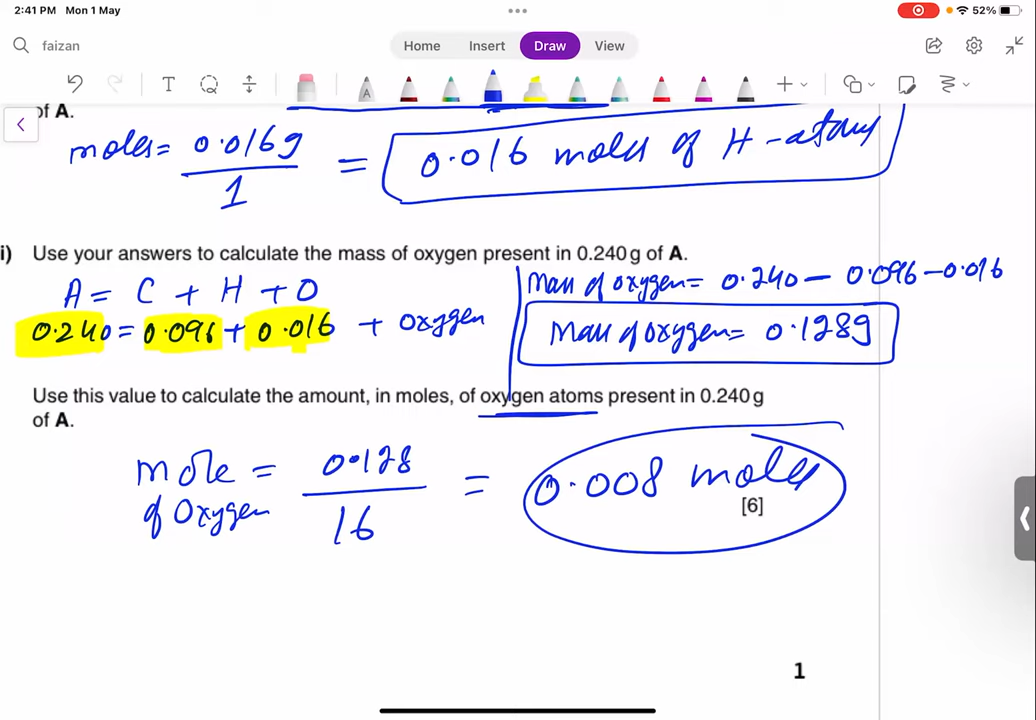 2:41 PM Mon 1 May
52%
faizan
Home Insert Draw View
of A.
moles = 0.016g / 1 = 0.016 moles of H-atoms
i) Use your answers to calculate the mass of oxygen present in 0.240 g of A.
A = C + H + O
0.240 = 0.096 + 0.016 + oxygen
Mass of oxygen = 0.240 - 0.096 - 0.016
Mass of oxygen = 0.128g
Use this value to calculate the amount, in moles, of oxygen atoms present in 0.240 g
of A.
mole of Oxygen = 0.128 / 16 = 0.008 moles
[6]
1